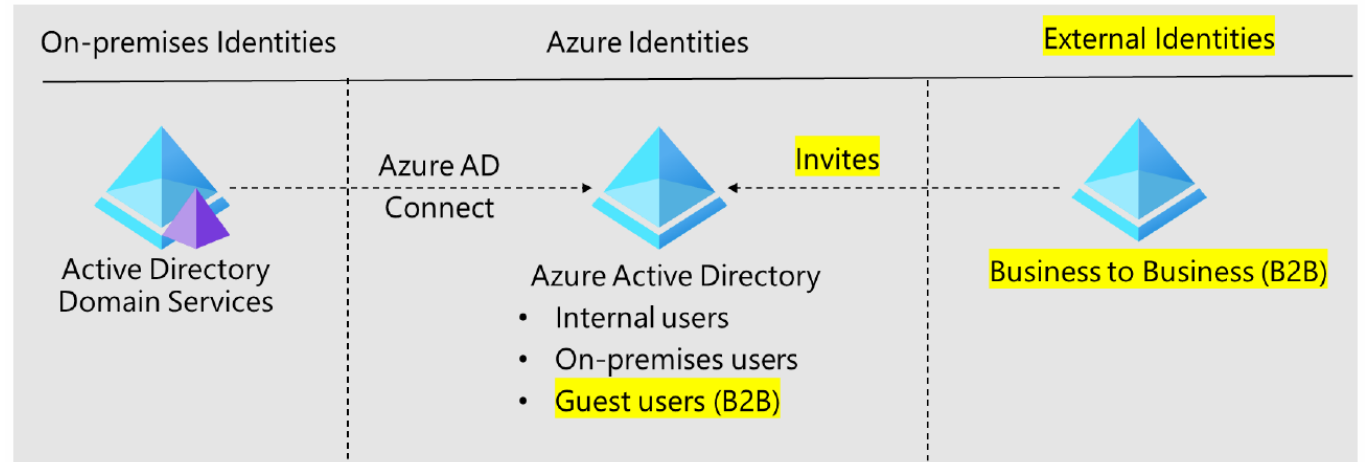 On-premises Identities
Azure Identities
External Identities
Azure AD
Connect
Invites
Active Directory
Domain Services
Azure Active Directory
• Internal users
• On-premises users
• Guest users (B2B)
Business to Business (B2B)